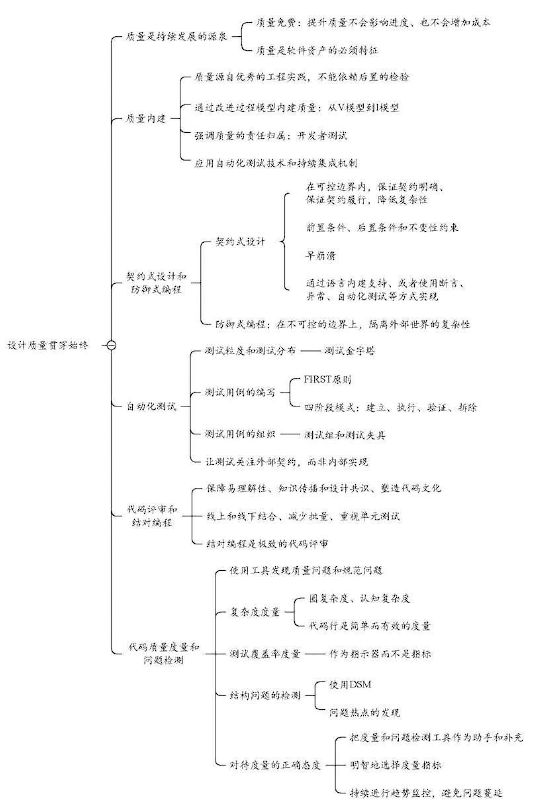 设计质量贯穿始终
质量是持续发展的源泉
质量免费：提升质量不会影响进度、也不会增加成本
质量是软件资产的必须特征
质量内建
质量源自优秀的工程实践，不能依赖后置的检验
通过改进过程模型内建质量：从V模型到I模型
强调质量的责任归属：开发者测试
应用自动化测试技术和持续集成机制
契约式设计和
防御式编程
契约式设计
在可控边界内，保证契约明确、
保证契约履行，降低复杂性
前置条件、后置条件和不变性约束
早崩溃
通过语言内建支持、或者使用断言、
异常、自动化测试等方式实现
防御式编程：在不可控的边界上，隔离外部世界的复杂性
自动化测试
测试粒度和测试分布
测试金字塔
测试用例的编写
FIRST原则
四阶段模式：建立、执行、验证、拆除
测试用例的组织
测试组和测试夹具
让测试关注外部契约，而非内部实现
代码评审和
结对编程
保障易理解性、知识传播和设计共识、塑造代码文化
线上和线下结合、减少批量、重视单元测试
结对编程是极致的代码评审
代码质量度量和
问题检测
使用工具发现质量问题和规范问题
复杂度度量
圈复杂度、认知复杂度
代码行是简单而有效的度量
测试覆盖率度量
作为指示器而不是指标
结构问题的检测
使用DSM
问题热点的发现
对待度量的正确态度
把度量和问题检测工具作为助手和补充
明智地选择度量指标
持续进行趋势监控，避免问题蔓延